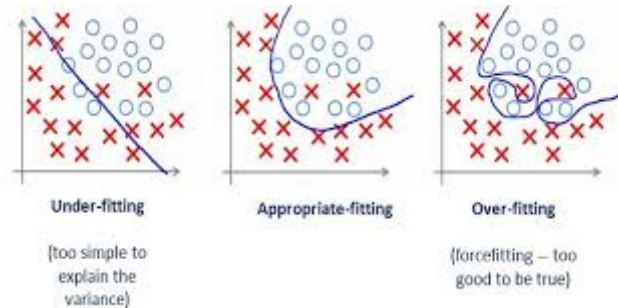 Under-fitting
Appropriate-fitting
Over-fitting
(too simple to
explain the
variance)
(forcefitting – too
good to be true)